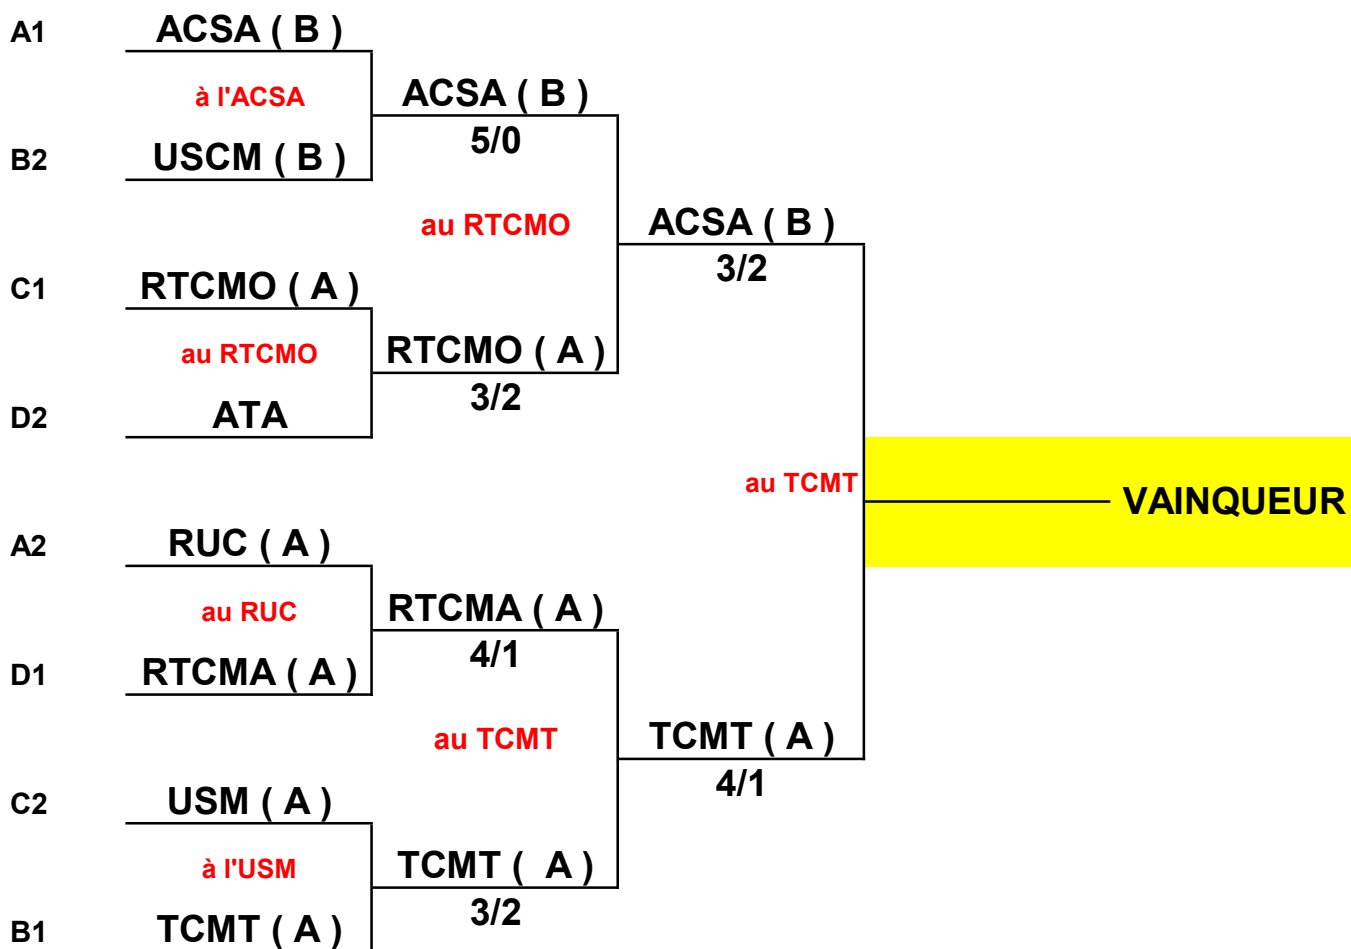 A1 ACSA ( B )
à l'ACSA
ACSA ( B )
5/0
B2 USCM ( B )
au RTCMO
ACSA ( B )
3/2
C1 RTCMO ( A )
au RTCMO
RTCMO ( A )
3/2
D2 ATA
au TCMT
VAINQUEUR
A2 RUC ( A )
au RUC
RTCMA ( A )
4/1
D1 RTCMA ( A )
au TCMT
TCMT ( A )
4/1
C2 USM ( A )
à l'USM
TCMT ( A )
3/2
B1 TCMT ( A )